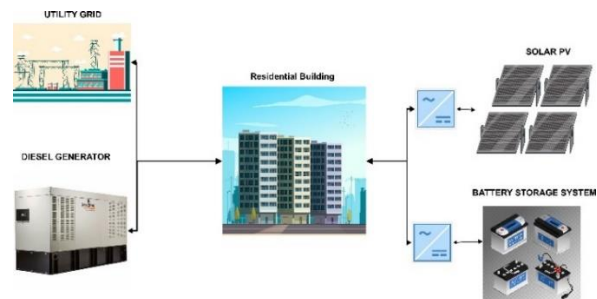 UTILITY GRID
Residential Building
SOLAR PV
DIESEL GENERATOR
BATTERY STORAGE SYSTEM